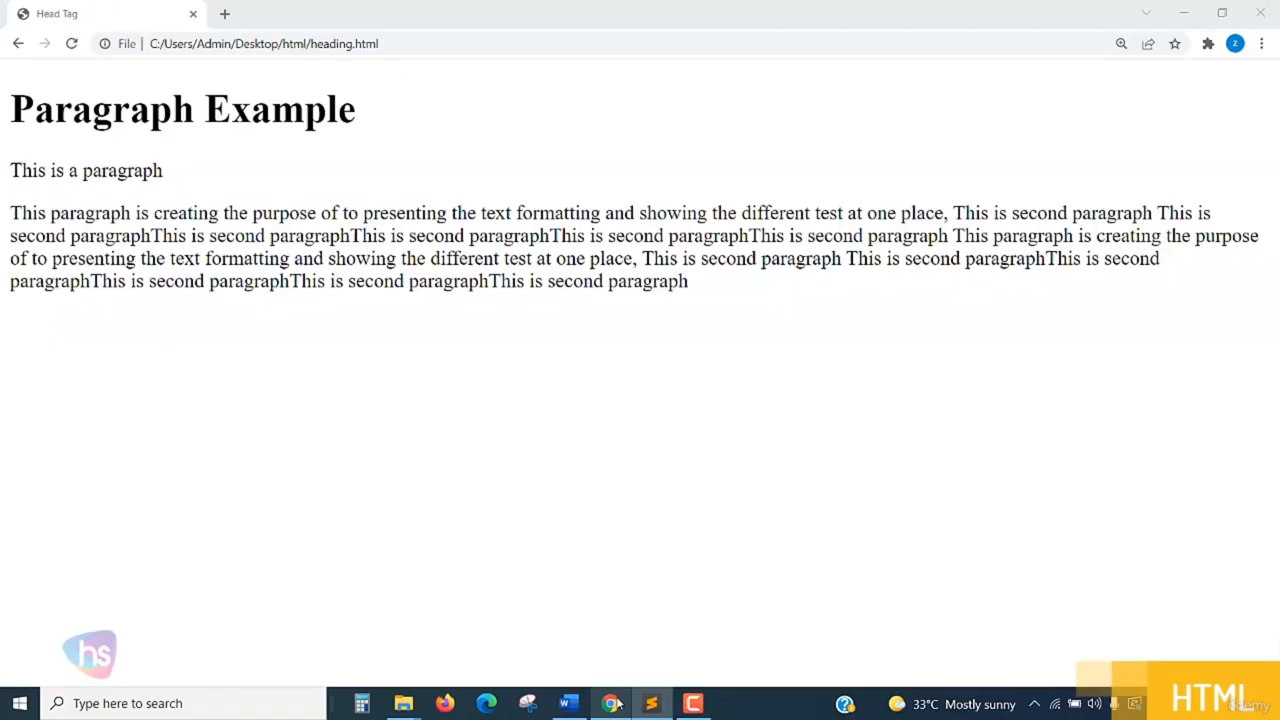 Head Tag
File
C:/Users/Admin/Desktop/html/heading.html
Z
Paragraph Example
This is a paragraph
This paragraph is creating the purpose of to presenting the text formatting and showing the different test at one place, This is second paragraph This is
second paragraphThis is second paragraphThis is second paragraphThis is second paragraphThis is second paragraph This paragraph is creating the purpose
of to presenting the text formatting and showing the different test at one place, This is second paragraph This is second paragraphThis is second
paragraphThis is second paragraphThis is second paragraphThis is second paragraph
hs
Type here to search
33°C Mostly sunny
HTML
Udemy